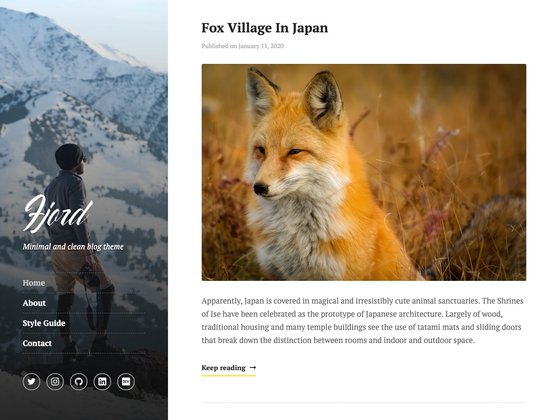 Fjord
Minimal and clean blog theme
Home
About
Style Guide
Contact
Fox Village In Japan
Published on January 11, 2020
Apparently, Japan is covered in magical and irresistibly cute animal sanctuaries. The Shrines
of Ise have been celebrated as the prototype of Japanese architecture. Largely of wood,
traditional housing and many temple buildings see the use of tatami mats and sliding doors
that break down the distinction between rooms and indoor and outdoor space.
Keep reading →